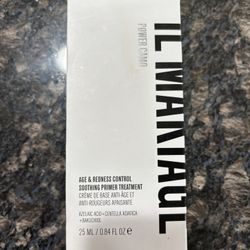 IL MAKIAGE
POWER CAMO
AGE & REDNESS CONTROL
SOOTHING PRIMER TREATMENT
CRÈME DE BASE ANTI-ÂGE ET
ANTI-ROUGEURS APAISANTE
AZELAIC ACID + CENTELLA ASIATICA
+ BAKUCHIOL
25 ML / 0.84 FL OZ ℮